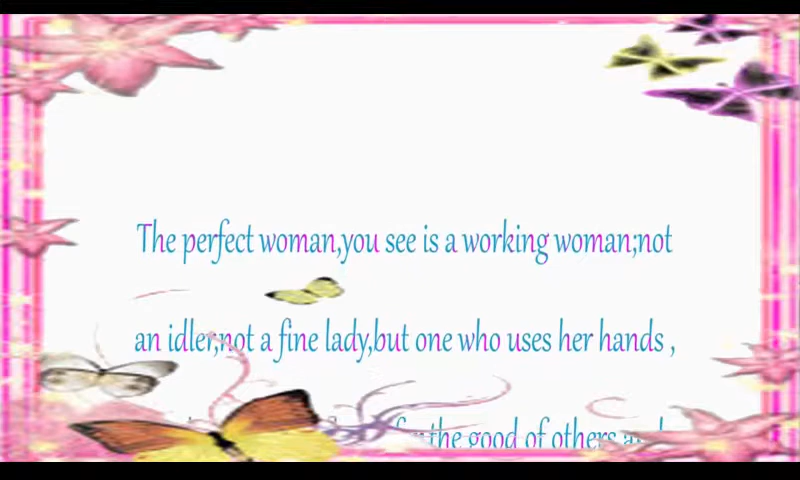 The perfect woman,you see is a working woman;not
an idler;not a fine lady,but one who uses her hands ,
the good of others